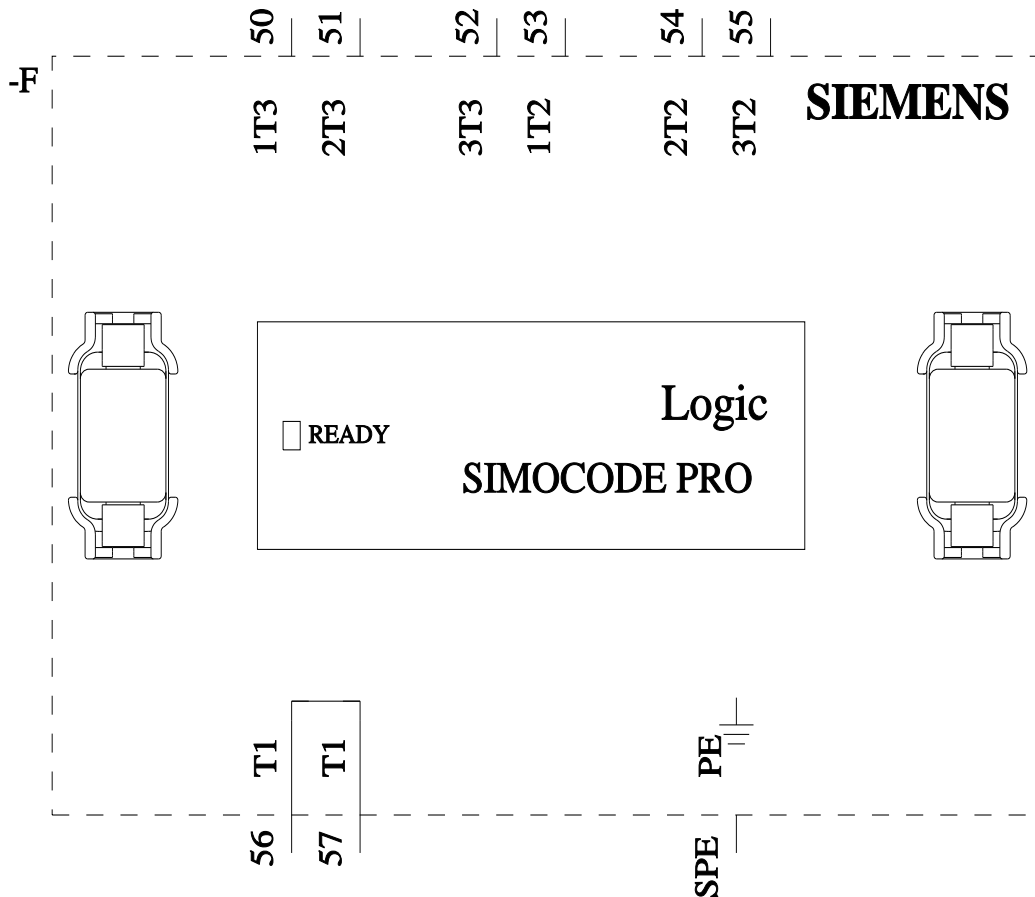 50 51 52 53 54 55
-F
SIEMENS
1T3 2T3 3T3 1T2 2T2 3T2
Logic
READY
SIMOCODE PRO
T1 T1 PE
56 57 SPE